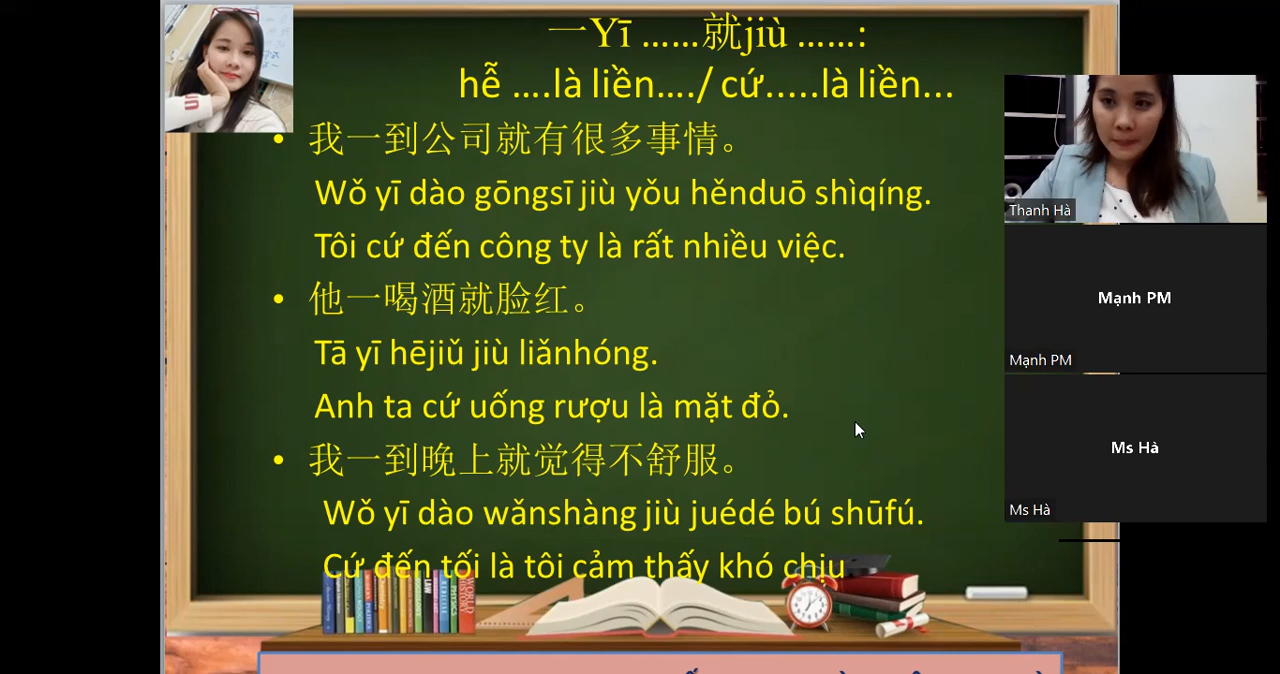 一Yī ……就jiù ……:
hễ ….là liền…./ cứ.....là liền...
• 我一到公司就有很多事情。
Wǒ yī dào gōngsī jiù yǒu hěnduō shìqíng.
Tôi cứ đến công ty là rất nhiều việc.
• 他一喝酒就脸红。
Tā yī hējiǔ jiù liǎnhóng.
Anh ta cứ uống rượu là mặt đỏ.
• 我一到晚上就觉得不舒服。
Wǒ yī dào wǎnshàng jiù juédé bú shūfú.
Cứ đến tối là tôi cảm thấy khó chịu
Thanh Hà
Mạnh PM
Mạnh PM
Ms Hà
Ms Hà
LAW
PHYSICS
WORLD HISTORY